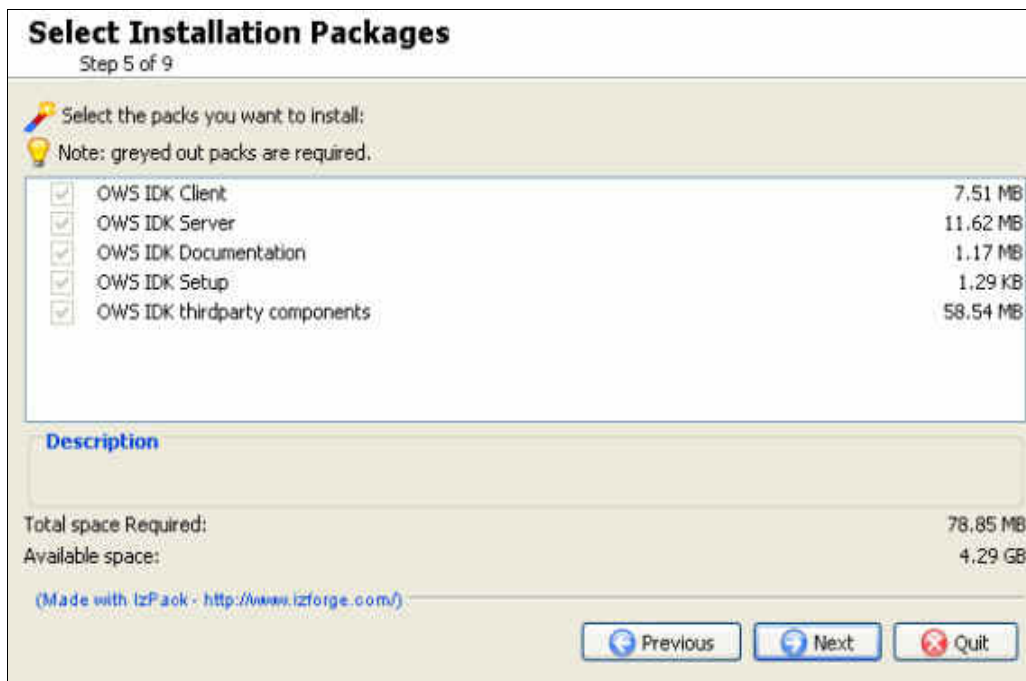 Select Installation Packages
Step 5 of 9
Select the packs you want to install:
Note: greyed out packs are required.
OWS IDK Client 7.51 MB
OWS IDK Server 11.62 MB
OWS IDK Documentation 1.17 MB
OWS IDK Setup 1.29 KB
OWS IDK thirdparty components 58.54 MB
Description
Total space Required: 78.85 MB
Available space: 4.29 GB
(Made with IzPack - http://www.izforge.com/)
Previous Next Quit